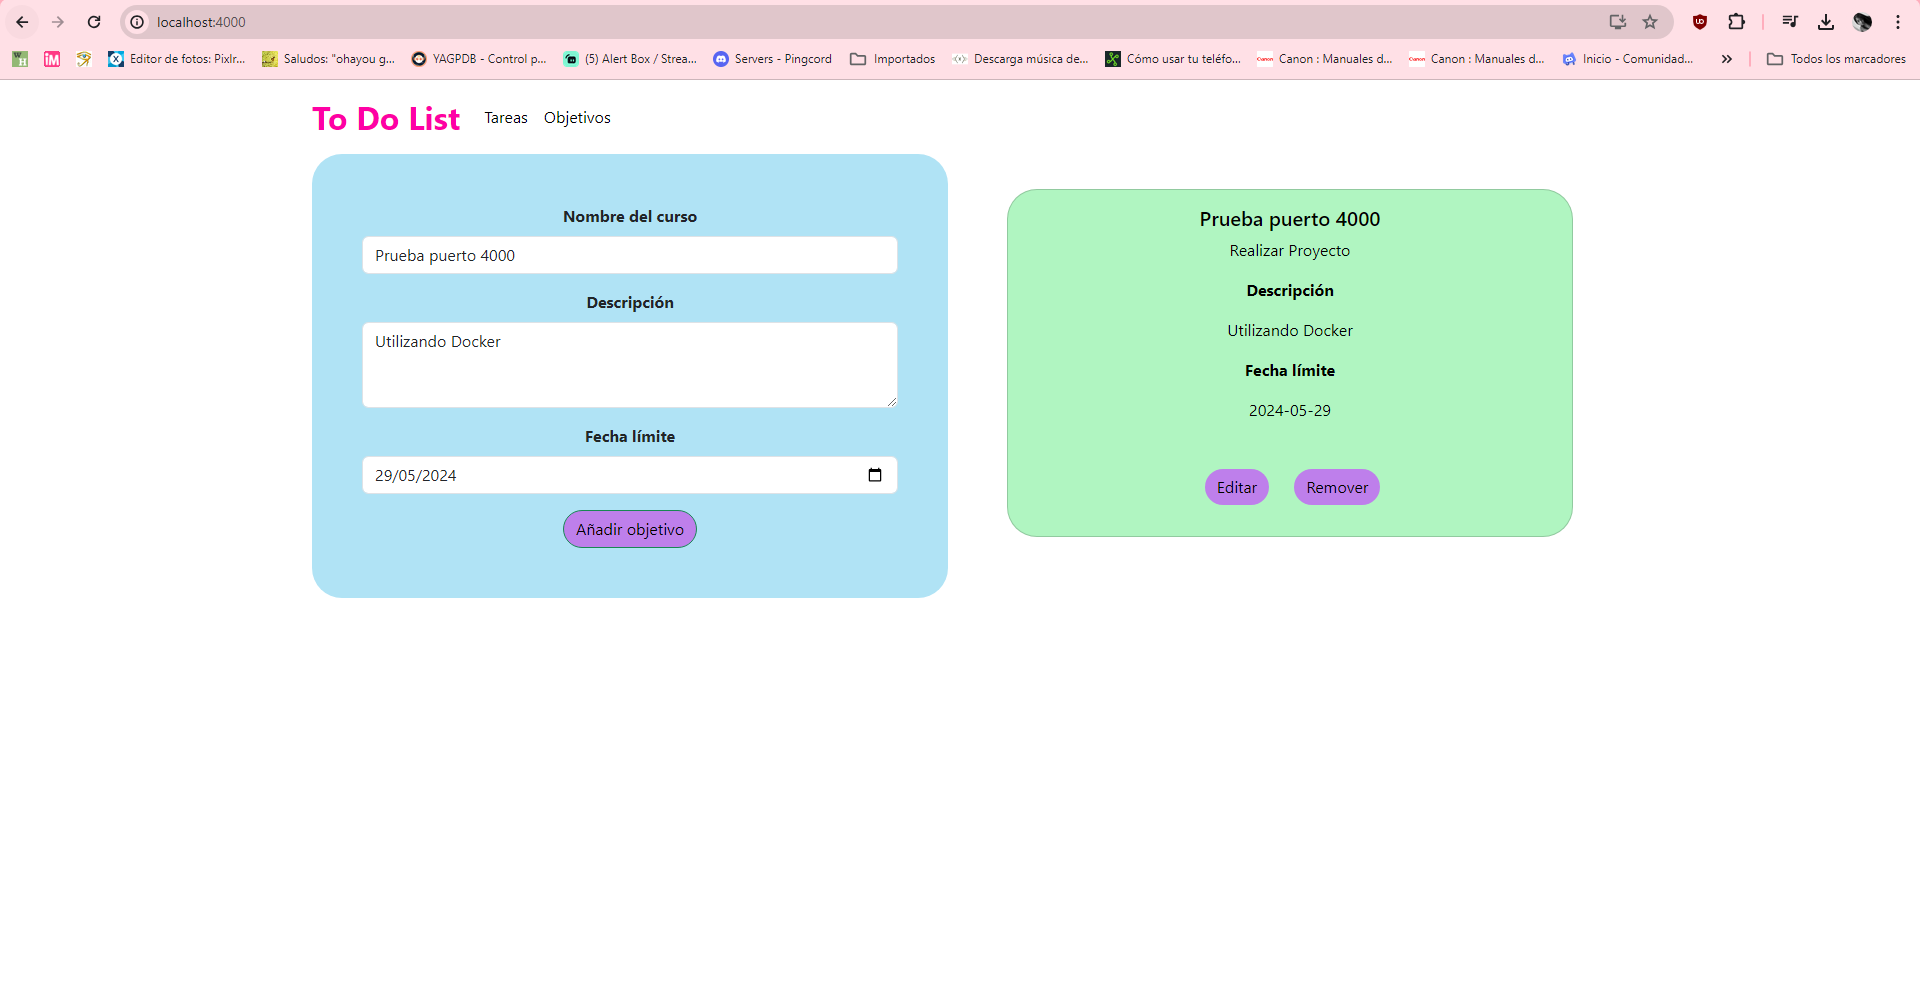 localhost:4000
Editor de fotos: Pixlr...
Saludos: "ohayou g...
YAGPDB - Control p...
(5) Alert Box / Strea...
Servers - Pingcord
Importados
Descarga música de...
Cómo usar tu teléfo...
Canon : Manuales d...
Canon : Manuales d...
Inicio - Comunidad...
»
Todos los marcadores
To Do List
Tareas
Objetivos
Nombre del curso
Prueba puerto 4000
Descripción
Utilizando Docker
Fecha límite
29/05/2024
Añadir objetivo
Prueba puerto 4000
Realizar Proyecto
Descripción
Utilizando Docker
Fecha límite
2024-05-29
Editar
Remover